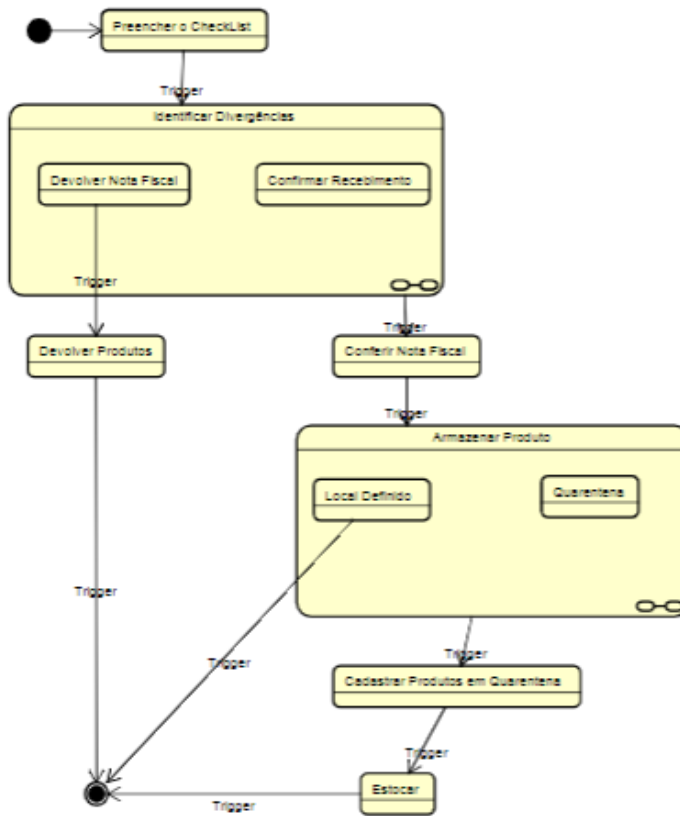 Preencher o CheckList
Trigger
Identificar Divergências
Devolver Nota Fiscal
Confirmar Recebimento
Trigger
Trigger
Devolver Produtos
Conferir Nota Fiscal
Trigger
Armazenar Produto
Local Definido
Quarentena
Trigger
Trigger
Trigger
Cadastrar Produtos em Quarentena
Trigger
Estocar
Trigger